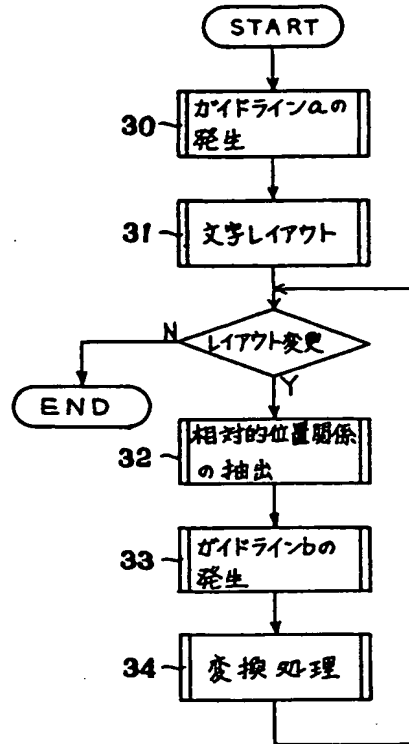 START
30
ガイドラインaの
発生
31
文字レイアウト
N
レイアウト変更
Y
END
32
相対的位置関係
の抽出
33
ガイドラインbの
発生
34
変換処理